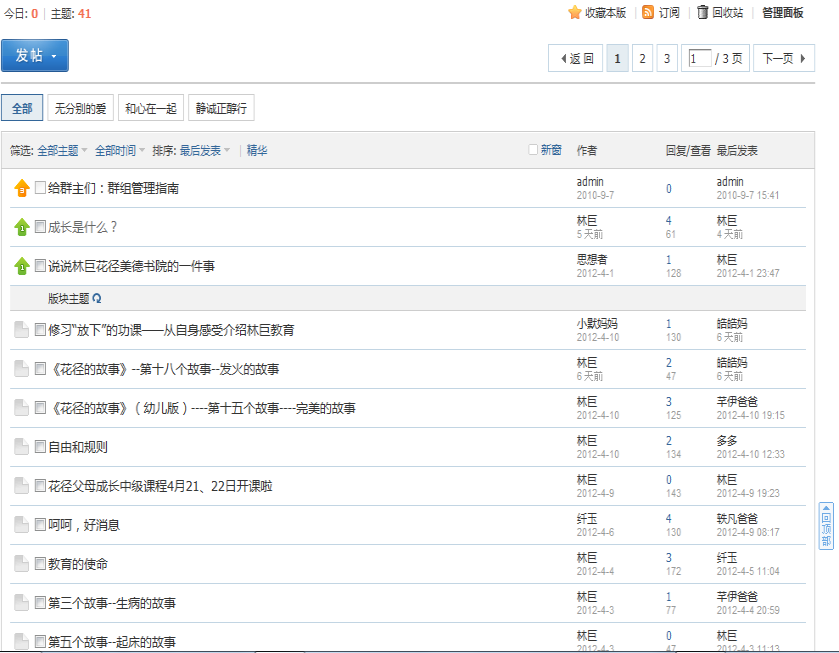 今日: 0 | 主题: 41
收藏本版 | 订阅 | 回收站 | 管理面板
发帖
返回 1 2 3 1 / 3 页 下一页
全部 无分别的爱 和心在一起 静诚正醇行
筛选: 全部主题 全部时间 排序: 最后发表 | 精华 新窗 作者 回复/查看 最后发表
3 给群主们：群组管理指南 admin 0 admin
2010-9-7 2010-9-7 15:41
1 成长是什么？ 林巨 4 林巨
5 天前 61 4 天前
1 说说林巨花径美德书院的一件事 思想者 1 林巨
2012-4-1 128 2012-4-1 23:47
版块主题
修习“放下”的功课——从自身感受介绍林巨教育 小默妈妈 1 皓皓妈
2012-4-10 130 6 天前
《花径的故事》--第十八个故事--发火的故事 林巨 2 皓皓妈
6 天前 47 6 天前
《花径的故事》（幼儿版）----第十五个故事----完美的故事 林巨 3 芊伊爸爸
2012-4-10 125 2012-4-10 19:15
自由和规则 林巨 2 多多
2012-4-10 134 2012-4-10 12:33
花径父母成长中级课程4月21、22日开课啦 林巨 0 林巨
2012-4-9 143 2012-4-9 19:23
呵呵，好消息 纤玉 4 轶凡爸爸
2012-4-6 130 2012-4-9 08:17
教育的使命 林巨 3 纤玉
2012-4-4 172 2012-4-5 11:04
第三个故事--生病的故事 林巨 1 芊伊爸爸
2012-4-3 77 2012-4-4 20:59
第五个故事--起床的故事 林巨 0 林巨
2012-4-3 47 2012-4-3 11:13
回顶部